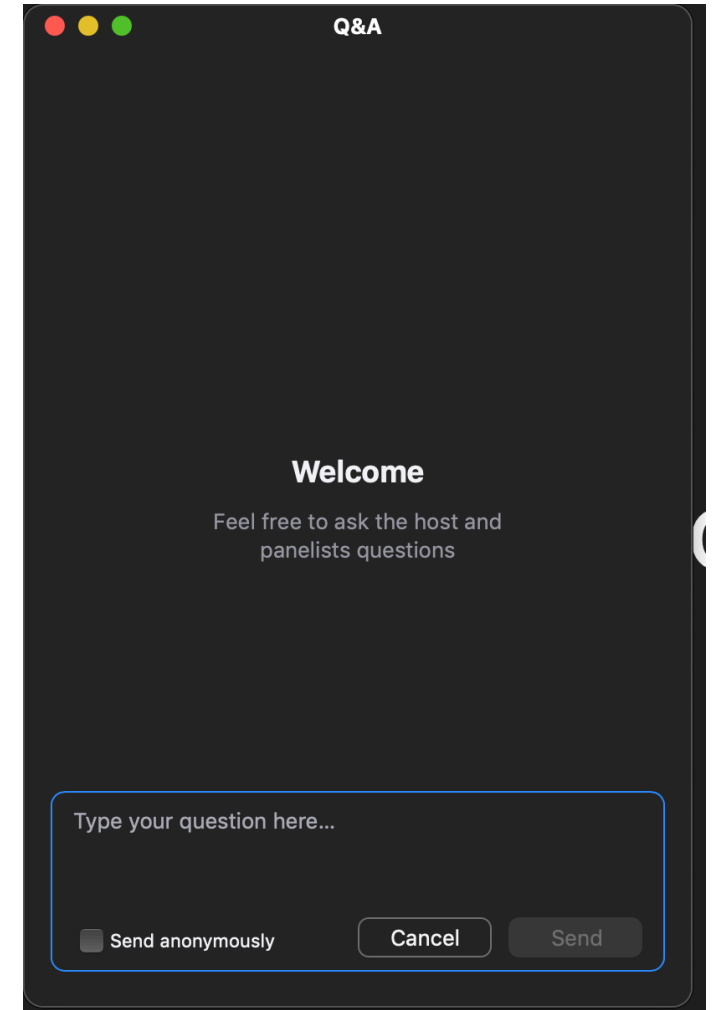 Q&A
Welcome
Feel free to ask the host and
panelists questions
Type your question here...
Send anonymously
Cancel
Send